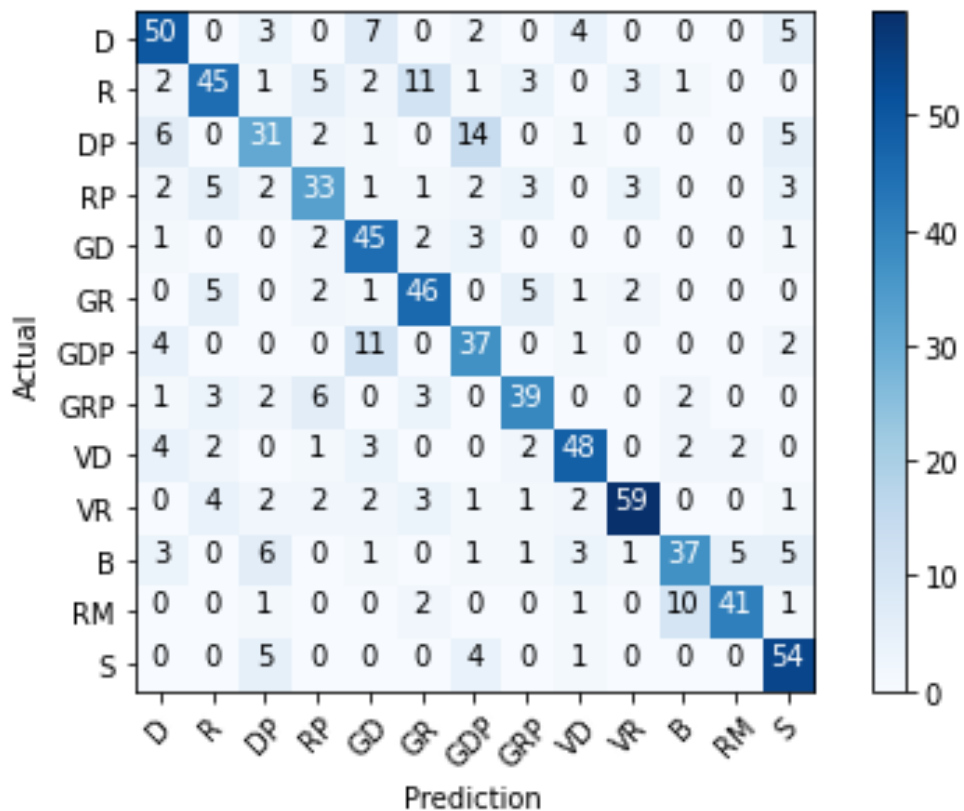 D 50 0 3 0 7 0 2 0 4 0 0 0 5
R 2 45 1 5 2 11 1 3 0 3 1 0 0
DP 6 0 31 2 1 0 14 0 1 0 0 0 5
RP 2 5 2 33 1 1 2 3 0 3 0 0 3
GD 1 0 0 2 45 2 3 0 0 0 0 0 1
GR 0 5 0 2 1 46 0 5 1 2 0 0 0
GDP 4 0 0 0 11 0 37 0 1 0 0 0 2
GRP 1 3 2 6 0 3 0 39 0 0 2 0 0
VD 4 2 0 1 3 0 0 2 48 0 2 2 0
VR 0 4 2 2 2 3 1 1 2 59 0 0 1
B 3 0 6 0 1 0 1 1 3 1 37 5 5
RM 0 0 1 0 0 2 0 0 1 0 10 41 1
S 0 0 5 0 0 0 4 0 1 0 0 0 54
D R DP RP GD GR GDP GRP VD VR B RM S
Prediction
Actual
50
40
30
20
10
0